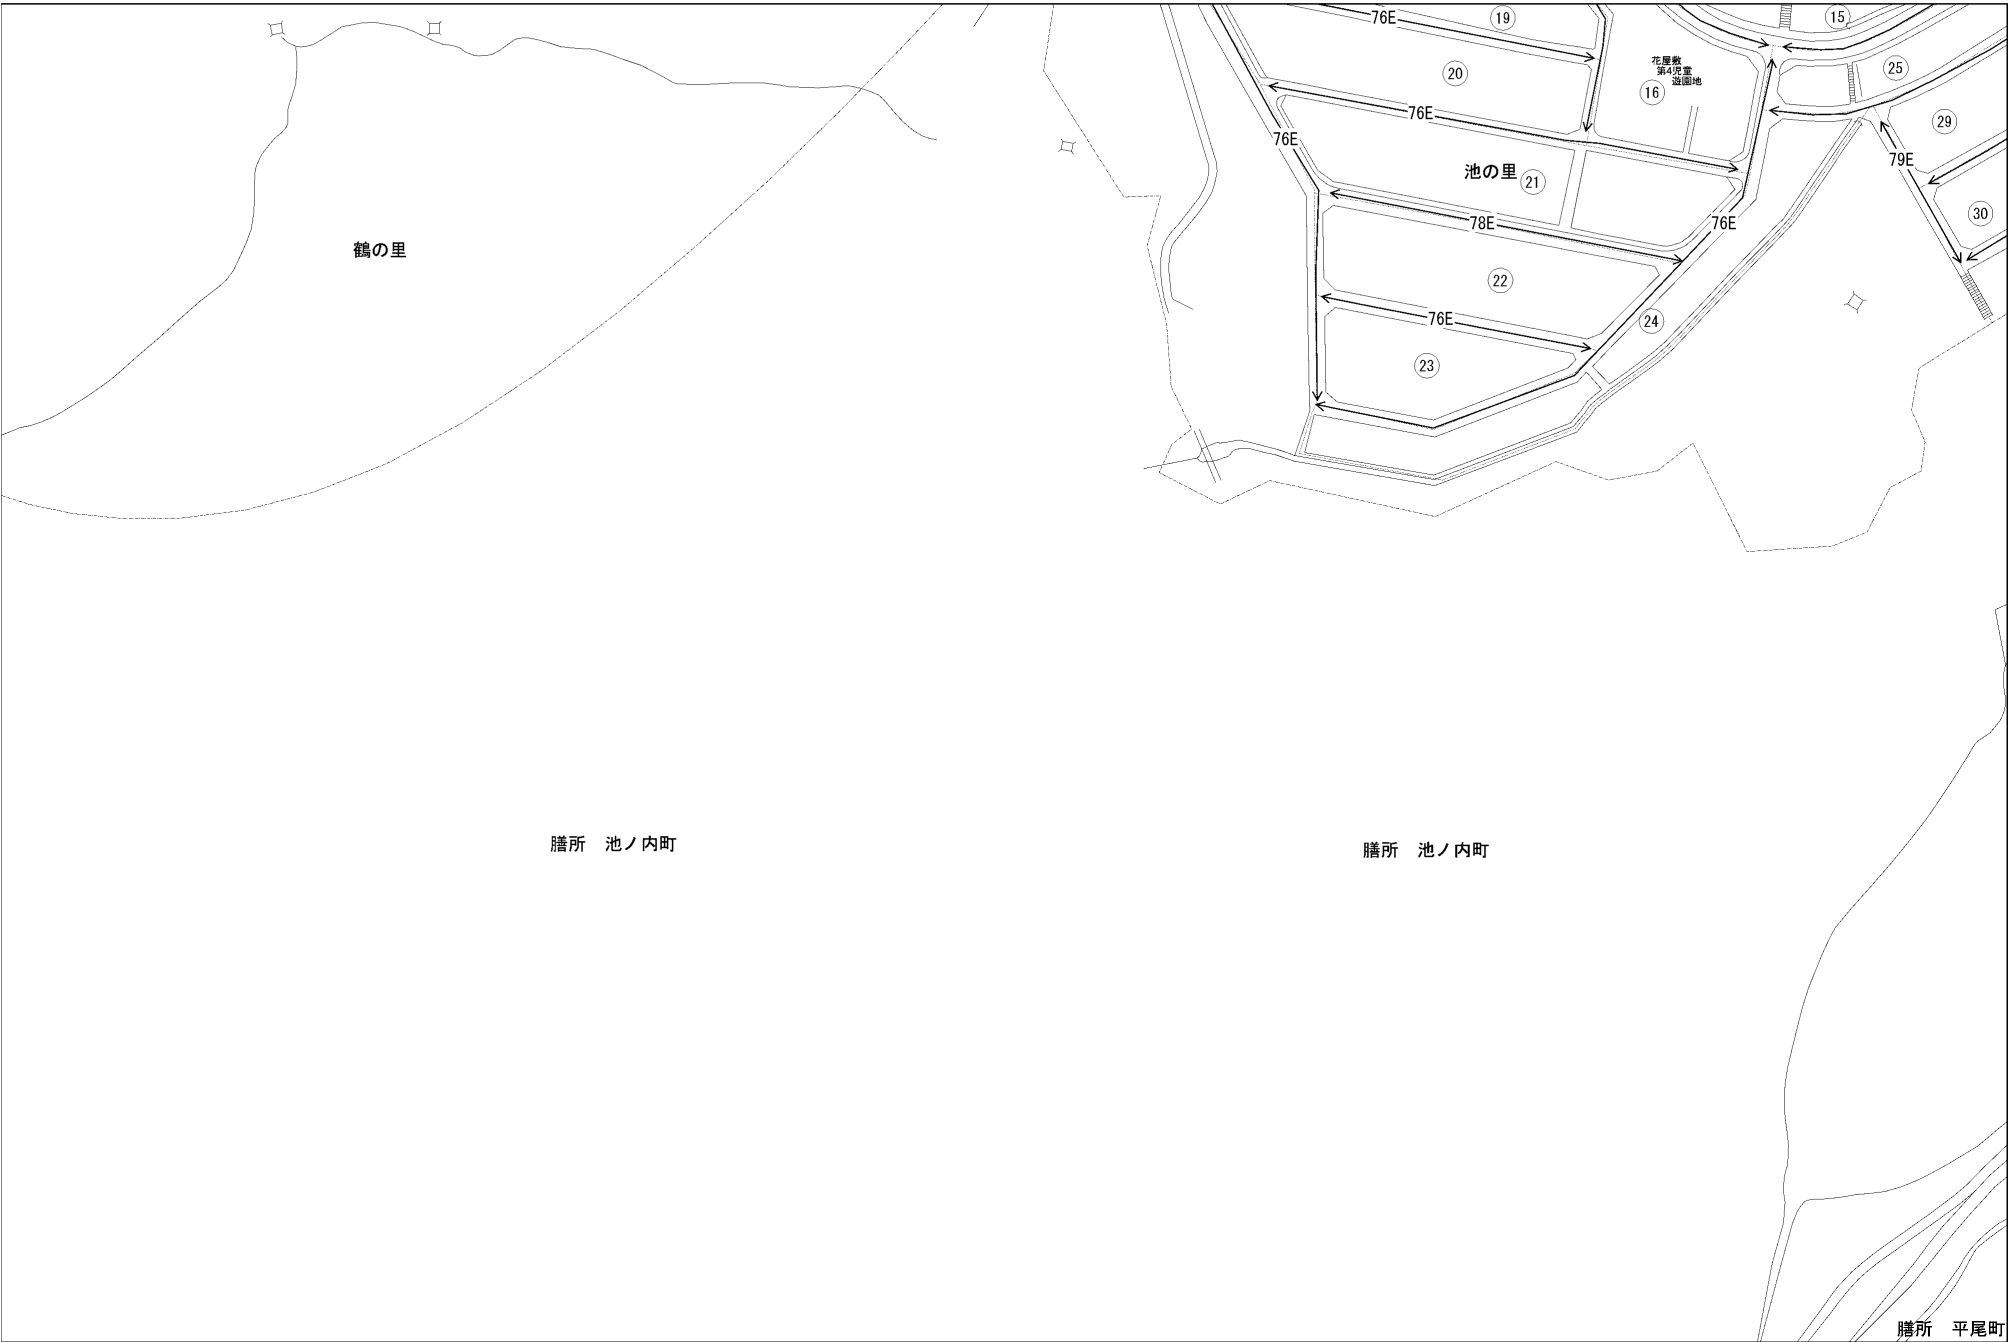 76E
⑲
⑮
⑳
花屋敷
第4児童
遊園地
⑯
㉕
76E
76E
㉙
79E
池の里
㉑
㉚
78E
76E
鶴の里
㉒
76E
㉔
㉓
膳所　池ノ内町
膳所　池ノ内町
膳所　平尾町